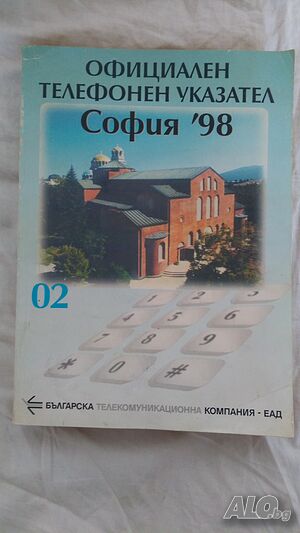 ОФИЦИАЛЕН
ТЕЛЕФОНЕН УКАЗАТЕЛ
София '98
02
1 2 3
4 5 6
7 8 9
* 0 #
БЪЛГАРСКА ТЕЛЕКОМУНИКАЦИОННА КОМПАНИЯ - ЕАД
ALO.bg